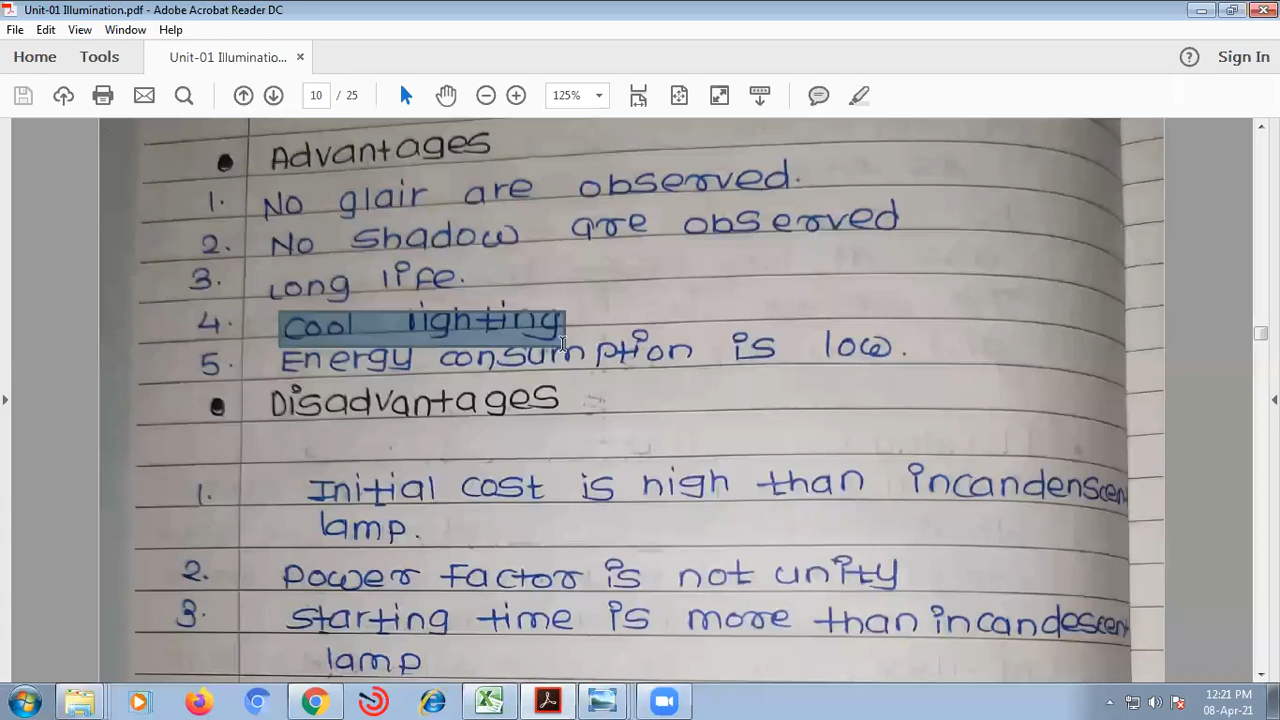 Unit-01 Illumination.pdf - Adobe Acrobat Reader DC
File Edit View Window Help
Home Tools Unit-01 Illuminatio... × Sign In
10 / 25 125%
Advantages
1. No glair are observed.
2. No shadow are observed
3. Long life.
4. Cool lighting
5. Energy consumption is low.
Disadvantages
1. Initial cost is high than incandenscen
lamp.
2. Power factor is not unity
3. Starting time is more than incandescen
lamp
12:21 PM
08-Apr-21